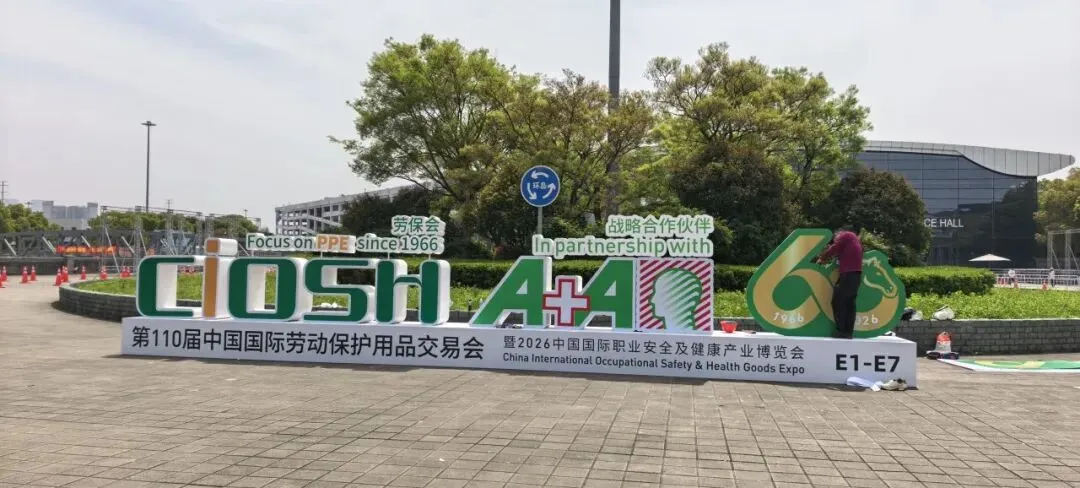 劳保会
Focus on PPE since 1966
CIOSH
战略合作伙伴
In partnership with
A+A
60
1966
环岛
CE HALL
第110届中国国际劳动保护用品交易会
暨2026中国国际职业安全及健康产业博览会
China International Occupational Safety & Health Goods Expo
E1-E7